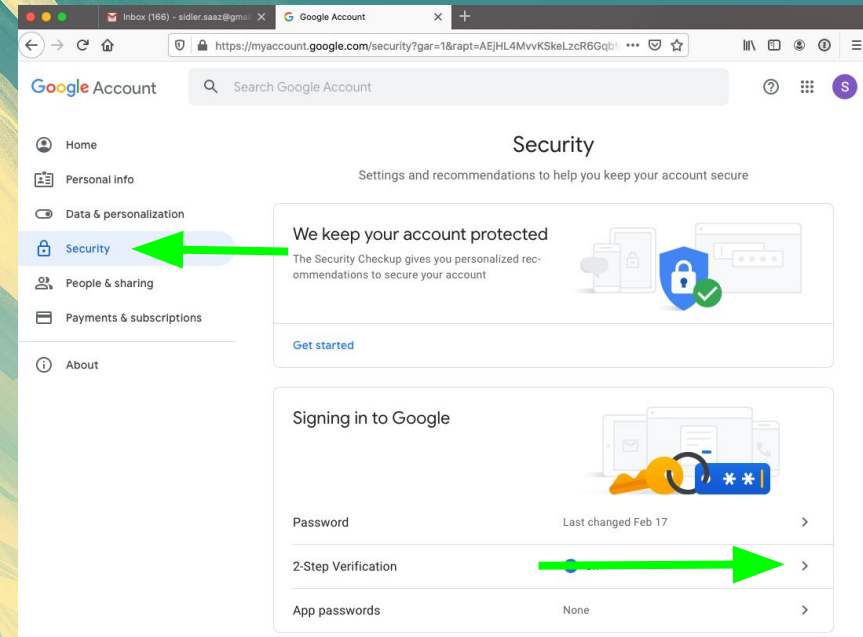 Inbox (166) - sidler.saaz@gmai
Google Account
https://myaccount.google.com/security?gar=1&rapt=AEjHL4MvvKSkeLzcR6Gqbf
Google Account
Search Google Account
S
Home
Personal info
Data & personalization
Security
People & sharing
Payments & subscriptions
About
Security
Settings and recommendations to help you keep your account secure
We keep your account protected
The Security Checkup gives you personalized rec-
ommendations to secure your account
Get started
Signing in to Google
Password
Last changed Feb 17
2-Step Verification
App passwords
None